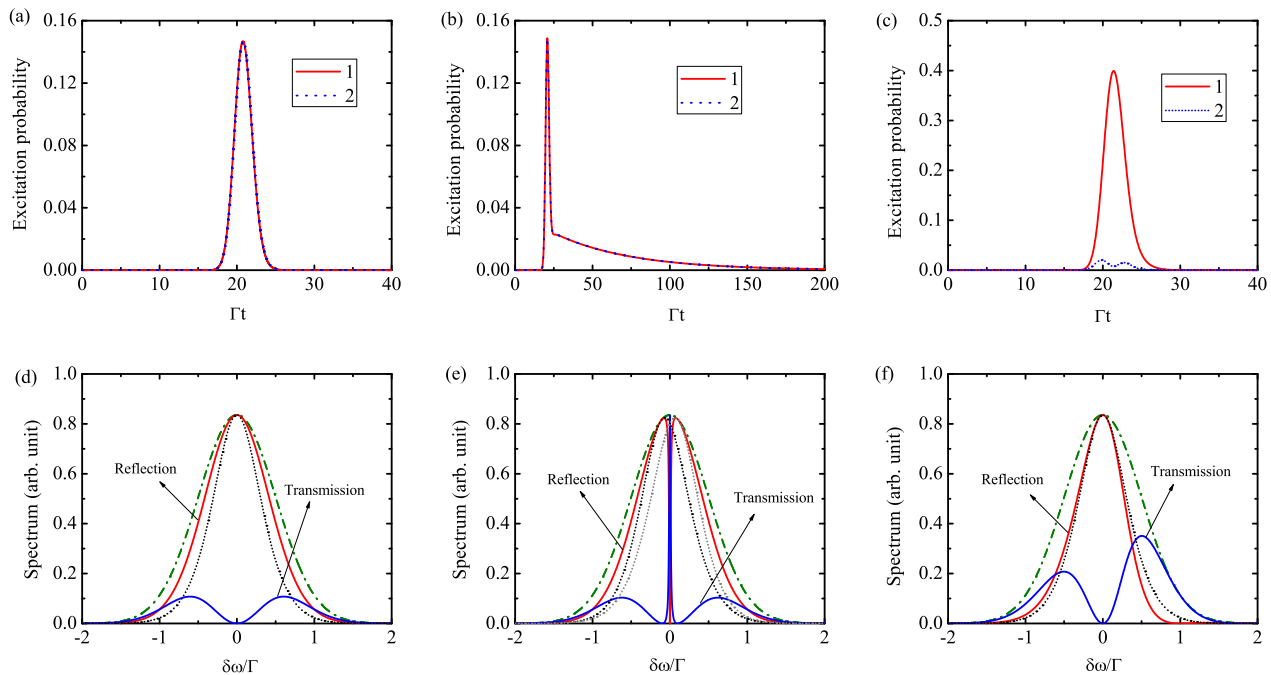 (a)
0.16
0.12
0.08
0.04
0.00
0 10 20 30 40
Excitation probability
Γt
1
2
(b)
0.16
0.12
0.08
0.04
0.00
0 50 100 150 200
Excitation probability
Γt
1
2
(c)
0.5
0.4
0.3
0.2
0.1
0.0
0 10 20 30 40
Excitation probability
Γt
1
2
(d)
1.0
0.8
0.6
0.4
0.2
0.0
-2 -1 0 1 2
Spectrum (arb. unit)
δω/Γ
Reflection
Transmission
(e)
1.0
0.8
0.6
0.4
0.2
0.0
-2 -1 0 1 2
Spectrum (arb. unit)
δω/Γ
Reflection
Transmission
(f)
1.0
0.8
0.6
0.4
0.2
0.0
-2 -1 0 1 2
Spectrum (arb. unit)
δω/Γ
Reflection
Transmission